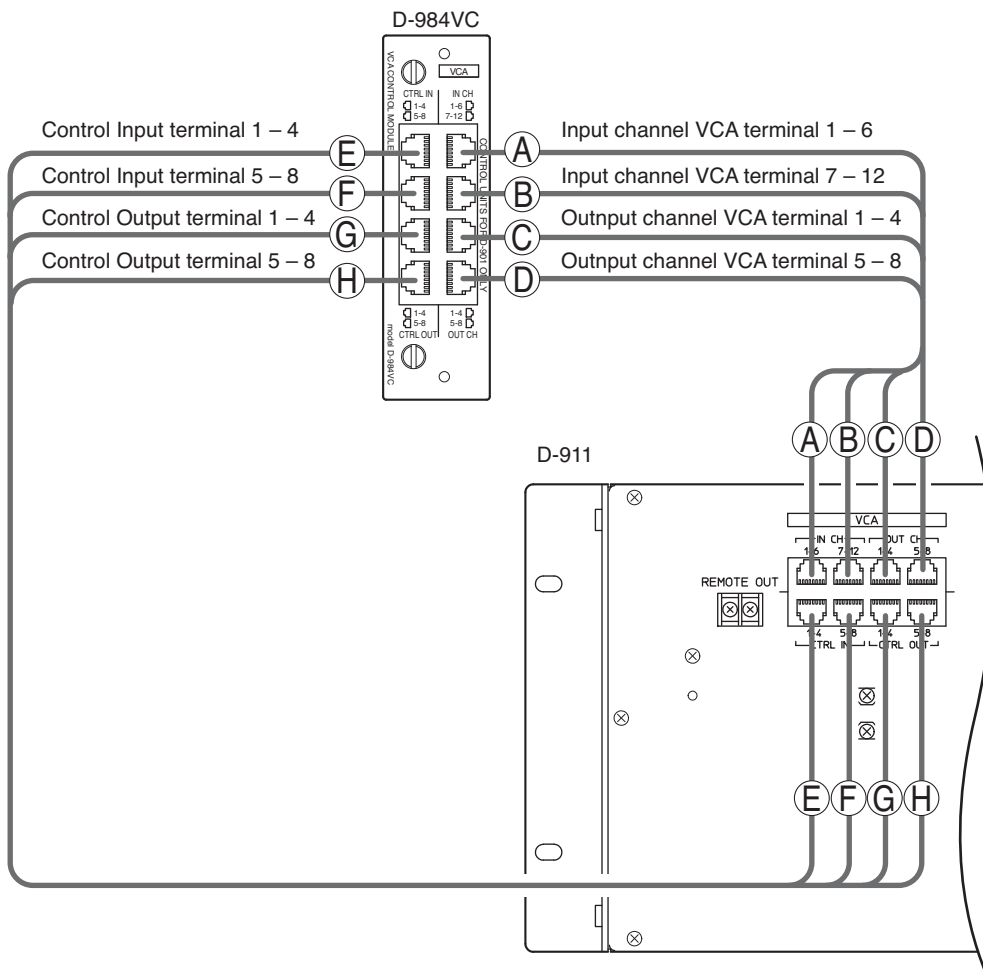 D-984VC
VCA CONTROL MODULE
VCA
CTRL IN IN CH
1-4 1-6
5-8 7-12
Control Input terminal 1 – 4 E A Input channel VCA terminal 1 – 6
Control Input terminal 5 – 8 F B Input channel VCA terminal 7 – 12
Control Output terminal 1 – 4 G C Outnput channel VCA terminal 1 – 4
Control Output terminal 5 – 8 H D Outnput channel VCA terminal 5 – 8
CONTROL UNITS FOR D-901 ONLY
1-4 1-4
5-8 5-8
CTRL OUT OUT CH
model D-984VC
A B C D
D-911
VCA
IN CH OUT CH
1-6 7-12 1-4 5-8
REMOTE OUT
1-4 5-8 1-4 5-8
CTRL IN CTRL OUT
E F G H